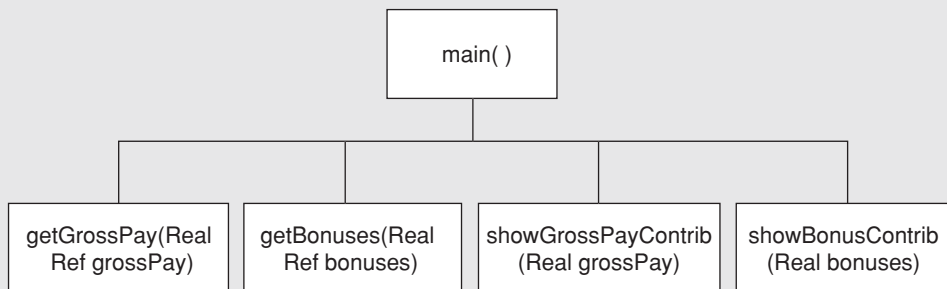 main( )
getGrossPay(Real
Ref grossPay)
getBonuses(Real
Ref bonuses)
showGrossPayContrib
(Real grossPay)
showBonusContrib
(Real bonuses)